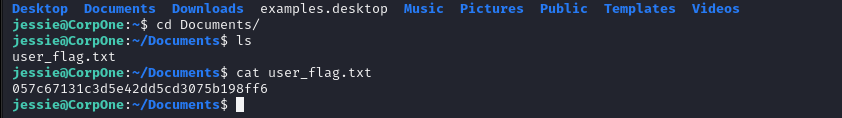 Desktop Documents Downloads examples.desktop Music Pictures Public Templates Videos
jessie@CorpOne:~$ cd Documents/
jessie@CorpOne:~/Documents$ ls
user_flag.txt
jessie@CorpOne:~/Documents$ cat user_flag.txt
057c67131c3d5e42dd5cd3075b198ff6
jessie@CorpOne:~/Documents$